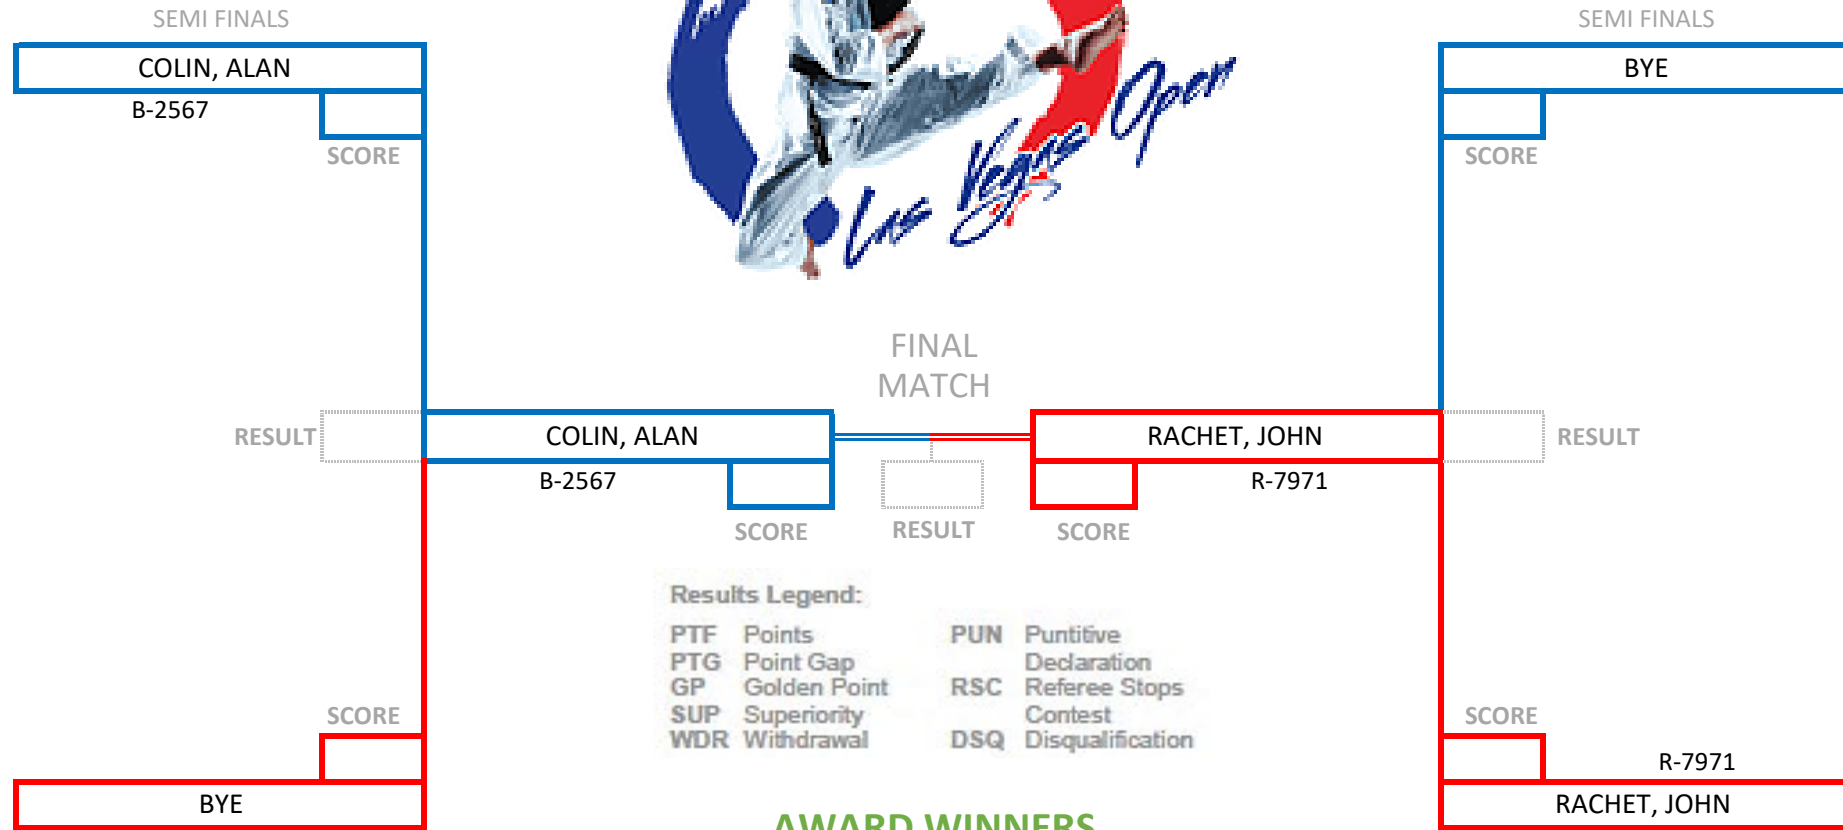 SEMI FINALS
SEMI FINALS
COLIN, ALAN
BYE
B-2567
SCORE
SCORE
Las Vegas Open
FINAL
MATCH
RESULT
COLIN, ALAN
RACHET, JOHN
RESULT
B-2567
R-7971
SCORE
RESULT
SCORE
Results Legend:
PTF Points
PTG Point Gap
GP Golden Point
SUP Superiority
WDR Withdrawal
PUN Puntitive
Declaration
RSC Referee Stops
Contest
DSQ Disqualification
SCORE
SCORE
R-7971
BYE
RACHET, JOHN
AWARD WINNERS